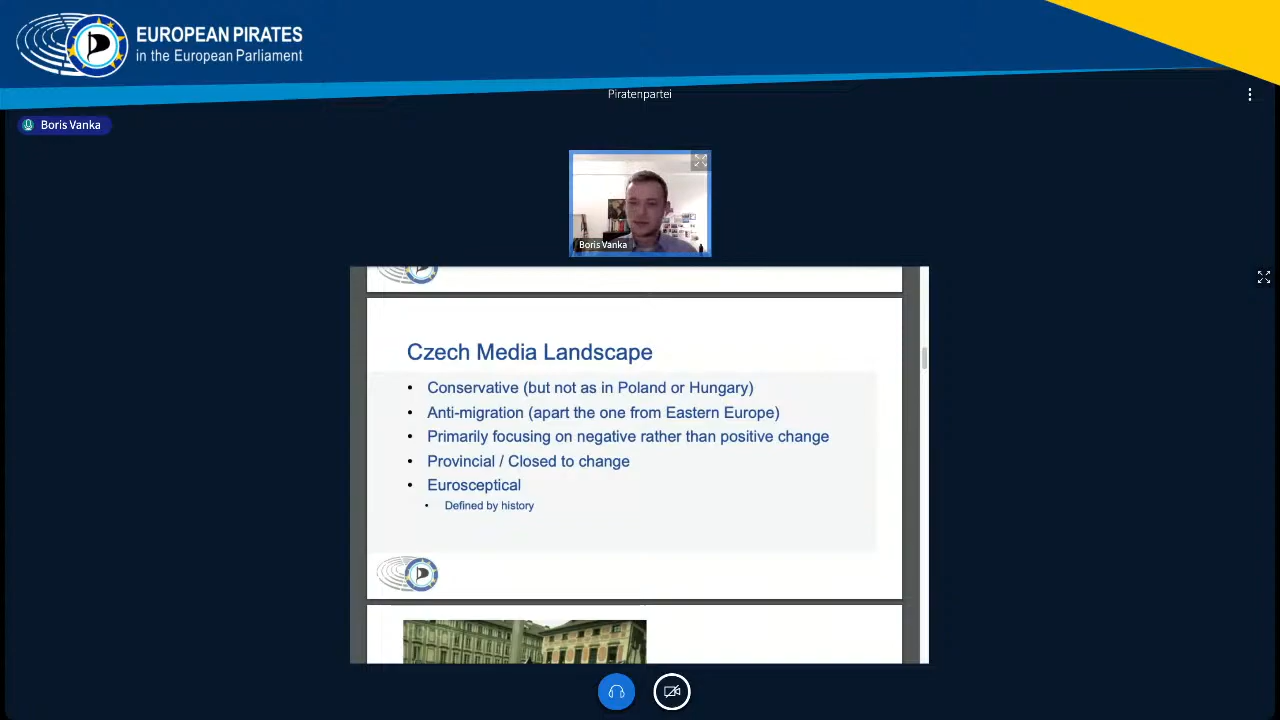 EUROPEAN PIRATES
in the European Parliament
Piratenpartei
Boris Vanka
Boris Vanka
Czech Media Landscape
• Conservative (but not as in Poland or Hungary)
• Anti-migration (apart the one from Eastern Europe)
• Primarily focusing on negative rather than positive change
• Provincial / Closed to change
• Eurosceptical
• Defined by history